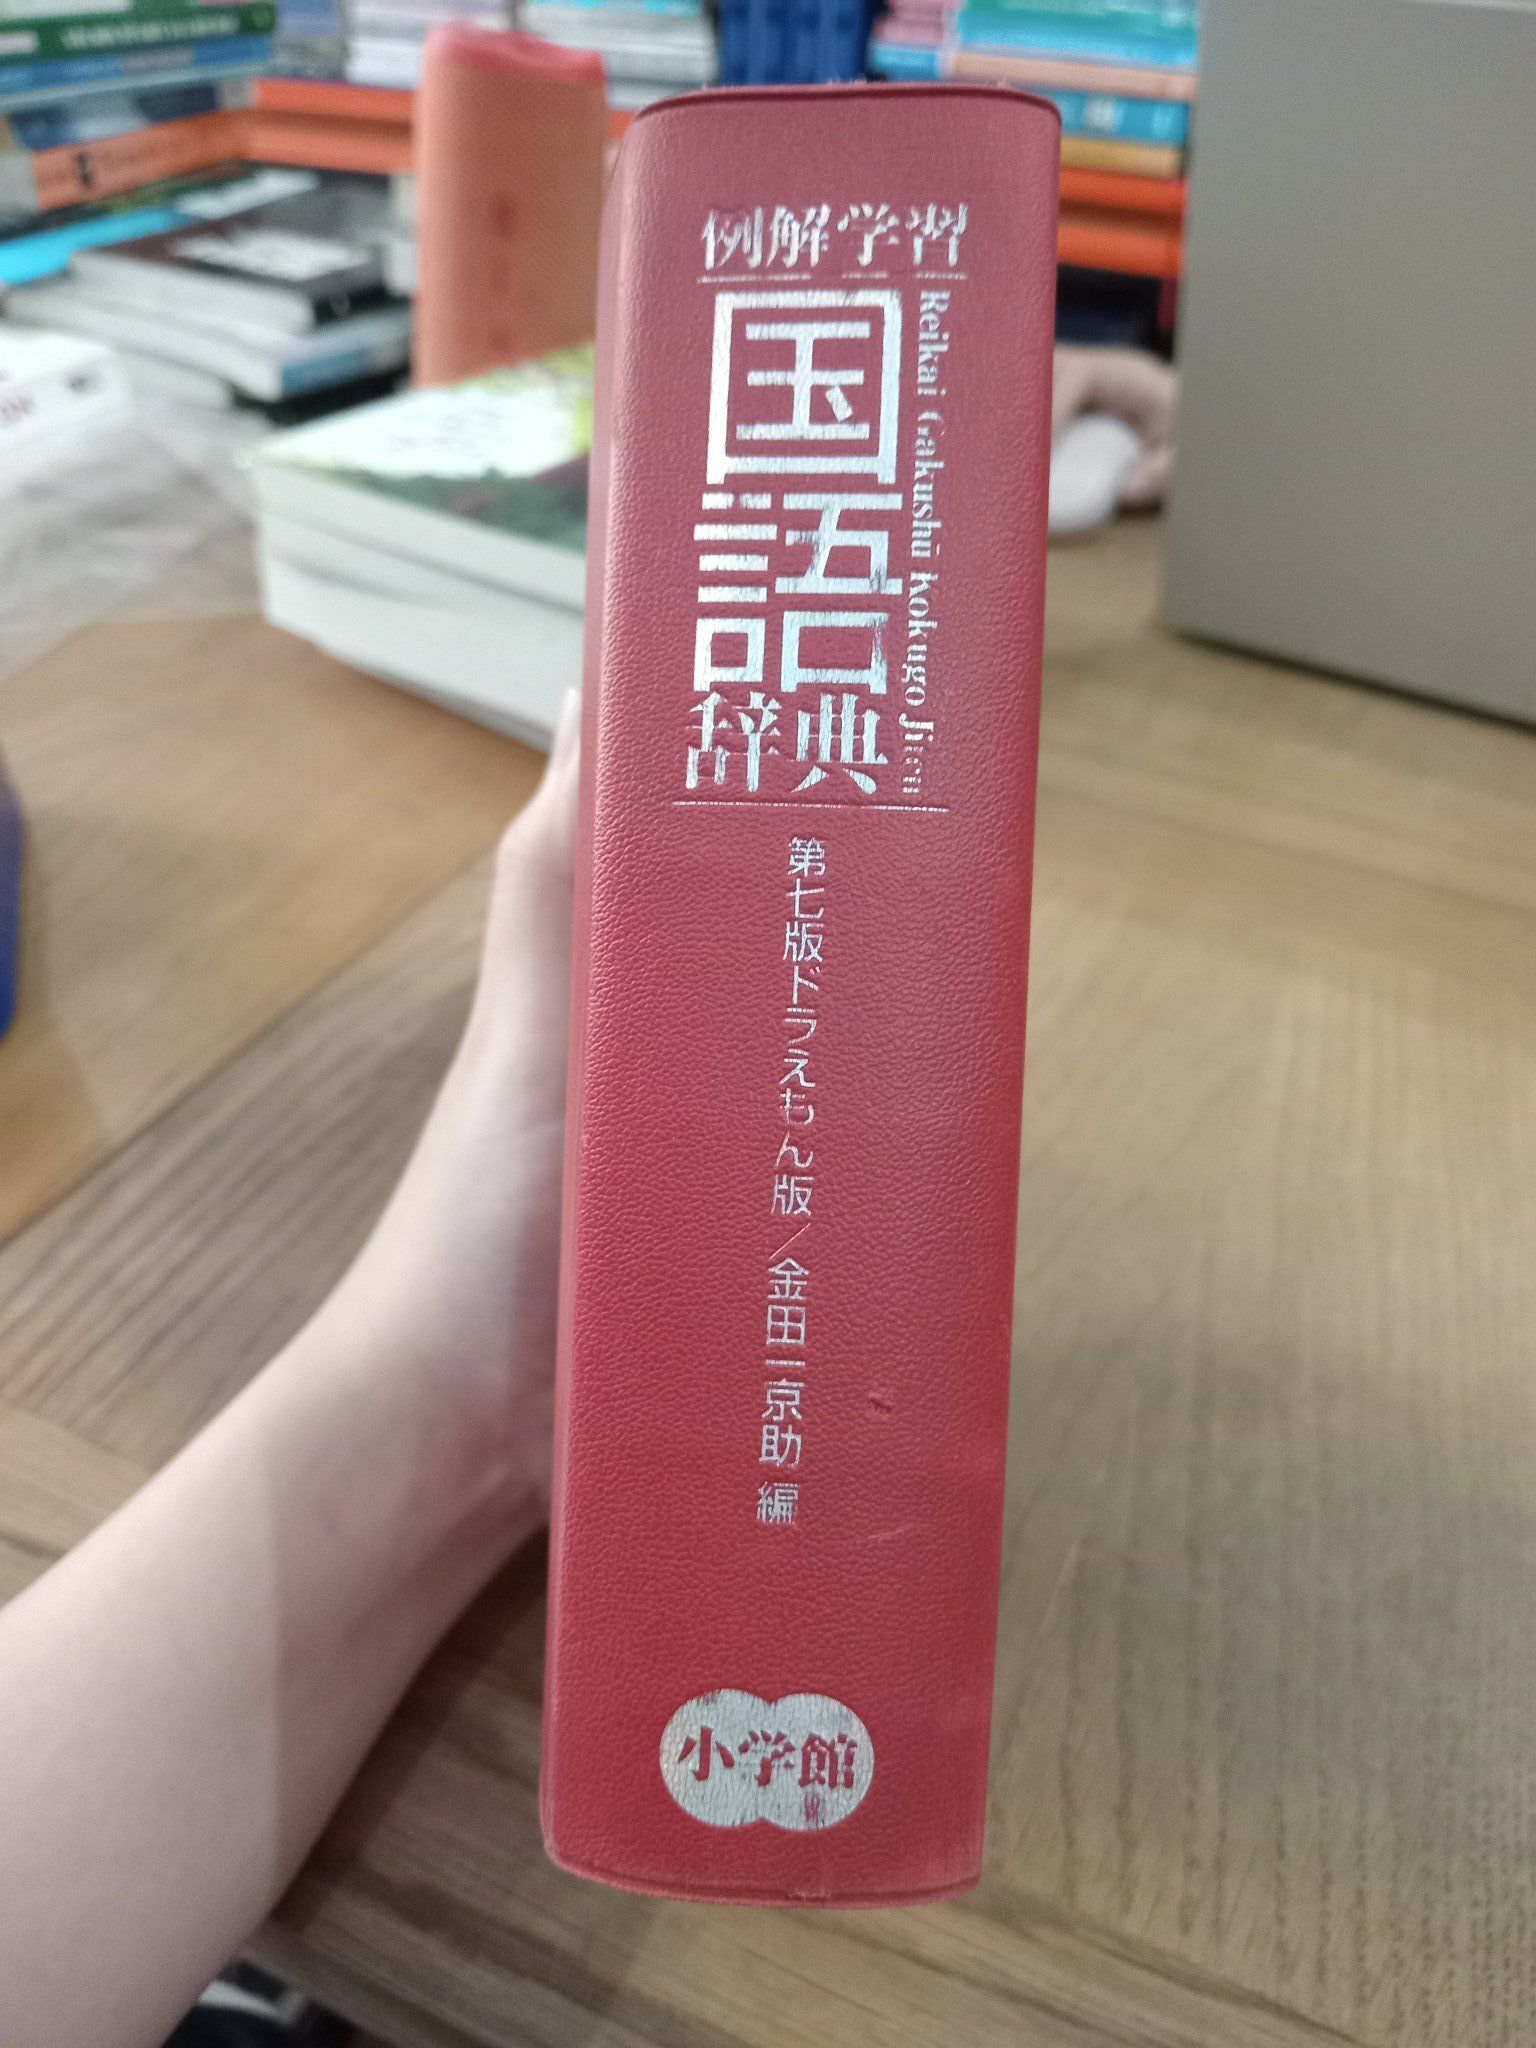 例解学習
国語
辞典
Reikai Gakushū Kokugo Jiten
第七版ドラえもん版/金田一京助 編
小学館